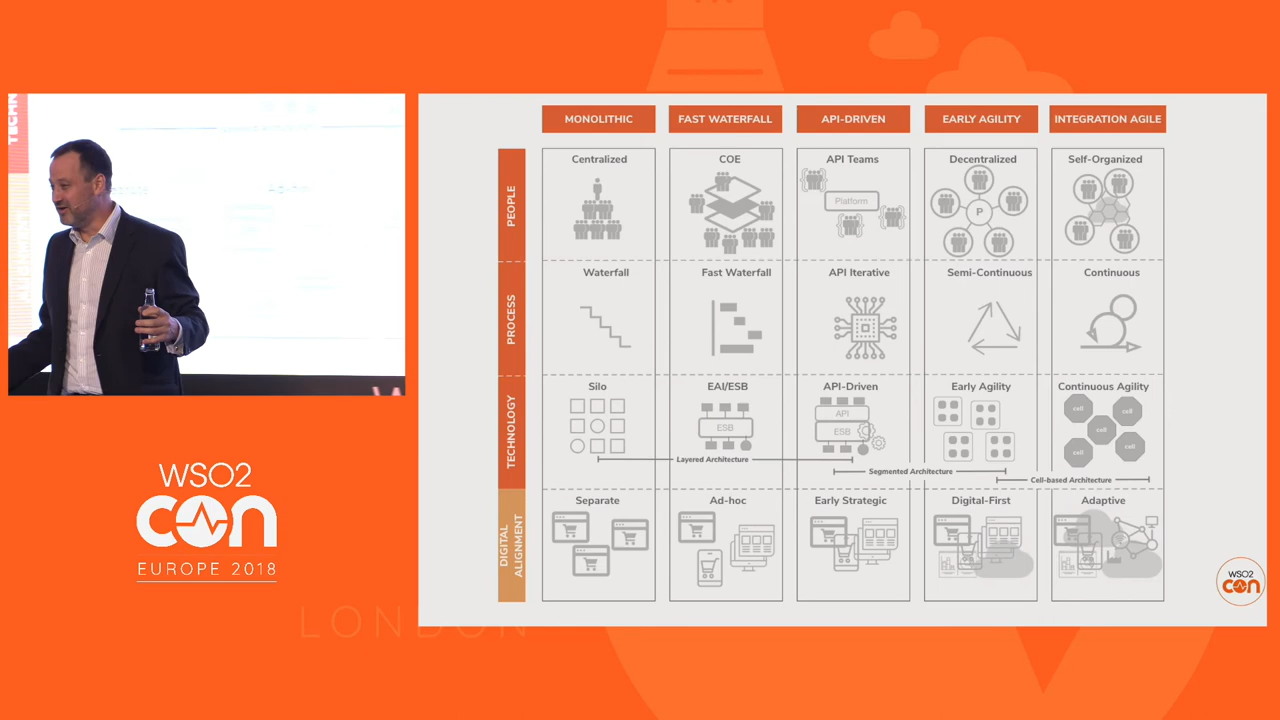 TECHN
MONOLITHIC
FAST WATERFALL
API-DRIVEN
EARLY AGILITY
INTEGRATION AGILE
PEOPLE
Centralized
COE
API Teams
Decentralized
Self-Organized
Platform
P
PROCESS
Waterfall
Fast Waterfall
API Iterative
Semi-Continuous
Continuous
TECHNOLOGY
Silo
EAI/ESB
API-Driven
Early Agility
Continuous Agility
ESB
API
ESB
cell
cell
cell
cell
cell
Layered Architecture
Segmented Architecture
Cell-based Architecture
DIGITAL
ALIGNMENT
Separate
Ad-hoc
Early Strategic
Digital-First
Adaptive
WSO2
CON
EUROPE 2018
LONDON
WSO2
CON